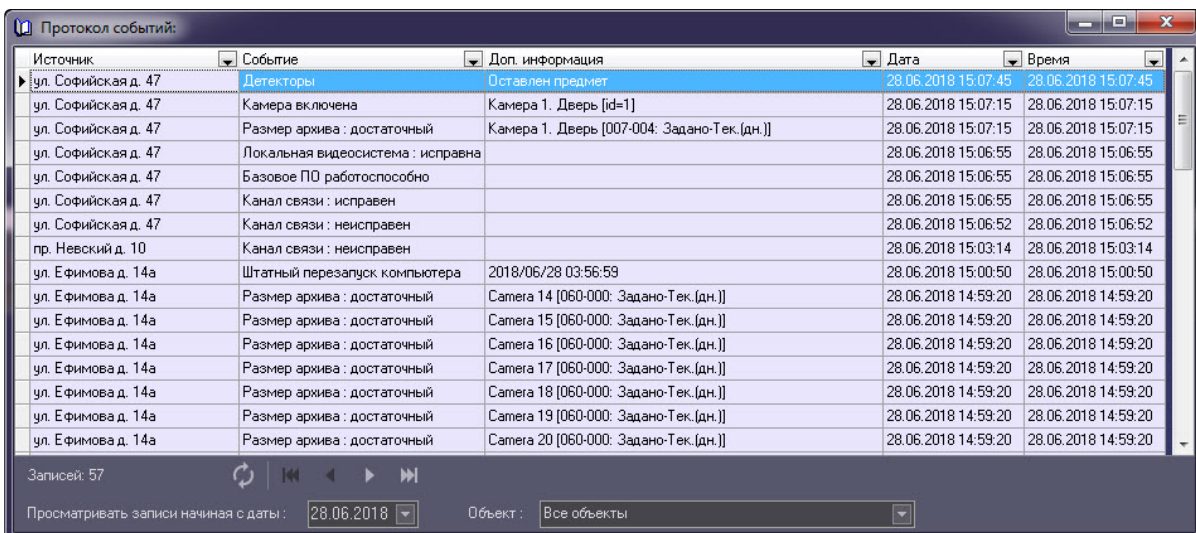 Протокол событий:
Источник Событие Доп. информация Дата Время
ул. Софийская д. 47 Детекторы Оставлен предмет 28.06.2018 15:07:45 28.06.2018 15:07:45
ул. Софийская д. 47 Камера включена Камера 1. Дверь [id=1] 28.06.2018 15:07:15 28.06.2018 15:07:15
ул. Софийская д. 47 Размер архива : достаточный Камера 1. Дверь [007-004: Задано-Тек.(дн.)] 28.06.2018 15:07:15 28.06.2018 15:07:15
ул. Софийская д. 47 Локальная видеосистема : исправна 28.06.2018 15:06:55 28.06.2018 15:06:55
ул. Софийская д. 47 Базовое ПО работоспособно 28.06.2018 15:06:55 28.06.2018 15:06:55
ул. Софийская д. 47 Канал связи : исправен 28.06.2018 15:06:55 28.06.2018 15:06:55
ул. Софийская д. 47 Канал связи : неисправен 28.06.2018 15:06:52 28.06.2018 15:06:52
пр. Невский д. 10 Канал связи : неисправен 28.06.2018 15:03:14 28.06.2018 15:03:14
ул. Ефимова д. 14а Штатный перезапуск компьютера 2018/06/28 03:56:59 28.06.2018 15:00:50 28.06.2018 15:00:50
ул. Ефимова д. 14а Размер архива : достаточный Camera 14 [060-000: Задано-Тек.(дн.)] 28.06.2018 14:59:20 28.06.2018 14:59:20
ул. Ефимова д. 14а Размер архива : достаточный Camera 15 [060-000: Задано-Тек.(дн.)] 28.06.2018 14:59:20 28.06.2018 14:59:20
ул. Ефимова д. 14а Размер архива : достаточный Camera 16 [060-000: Задано-Тек.(дн.)] 28.06.2018 14:59:20 28.06.2018 14:59:20
ул. Ефимова д. 14а Размер архива : достаточный Camera 17 [060-000: Задано-Тек.(дн.)] 28.06.2018 14:59:20 28.06.2018 14:59:20
ул. Ефимова д. 14а Размер архива : достаточный Camera 18 [060-000: Задано-Тек.(дн.)] 28.06.2018 14:59:20 28.06.2018 14:59:20
ул. Ефимова д. 14а Размер архива : достаточный Camera 19 [060-000: Задано-Тек.(дн.)] 28.06.2018 14:59:20 28.06.2018 14:59:20
ул. Ефимова д. 14а Размер архива : достаточный Camera 20 [060-000: Задано-Тек.(дн.)] 28.06.2018 14:59:20 28.06.2018 14:59:20
Записей: 57
Просматривать записи начиная с даты : 28.06.2018 Объект : Все объекты